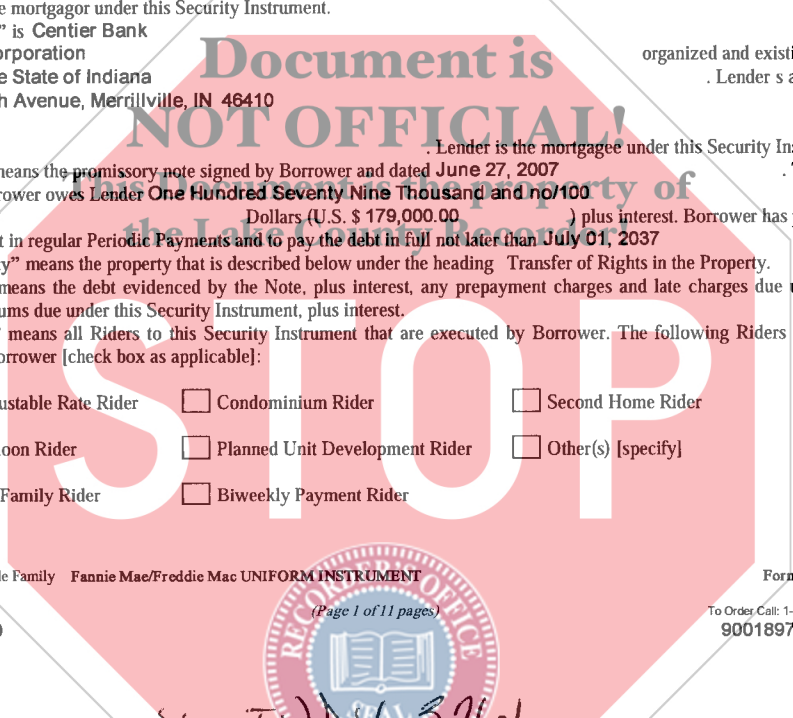 e mortgagor under this Security Instrument.
” is Centier Bank
orporation
organized and existi
e State of Indiana
. Lender s a
h Avenue, Merrillville, IN 46410
Document is
NOT OFFICIAL!
. Lender is the mortgagee under this Security In
eans the promissory note signed by Borrower and dated June 27, 2007
This Document is the property of
rower owes Lender One Hundred Seventy Nine Thousand and no/100
Dollars (U.S. $ 179,000.00 ) plus interest. Borrower has
the Lake County Recorder!
t in regular Periodic Payments and to pay the debt in full not later than July 01, 2037
y” means the property that is described below under the heading Transfer of Rights in the Property.
means the debt evidenced by the Note, plus interest, any prepayment charges and late charges due u
ums due under this Security Instrument, plus interest.
” means all Riders to this Security Instrument that are executed by Borrower. The following Riders
orrower [check box as applicable]:
STOP
ustable Rate Rider
Condominium Rider
Second Home Rider
oon Rider
Planned Unit Development Rider
Other(s) [specify]
Family Rider
Biweekly Payment Rider
le Family Fannie Mae/Freddie Mac UNIFORM INSTRUMENT
Form
(Page 1 of 11 pages)
To Order Call: 1-
9001897
RECORDER'S OFFICE
SEAL